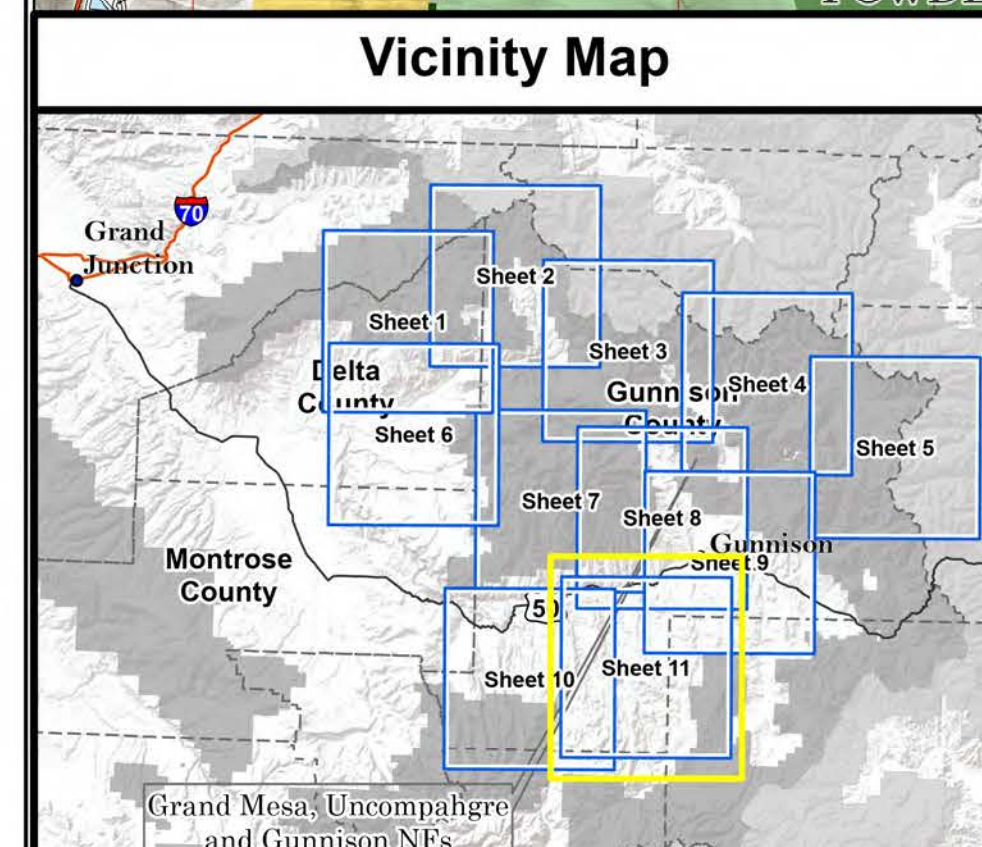 Vicinity Map
70
Grand
Junction
Sheet 2
Sheet 1
Sheet 3
Delta
County
Gunnison
County
Sheet 4
Sheet 6
Sheet 5
Sheet 7
Sheet 8
Gunnison
Sheet 9
Montrose
County
50
Sheet 10
Sheet 11
Grand Mesa, Uncompahgre
and Gunnison NFs